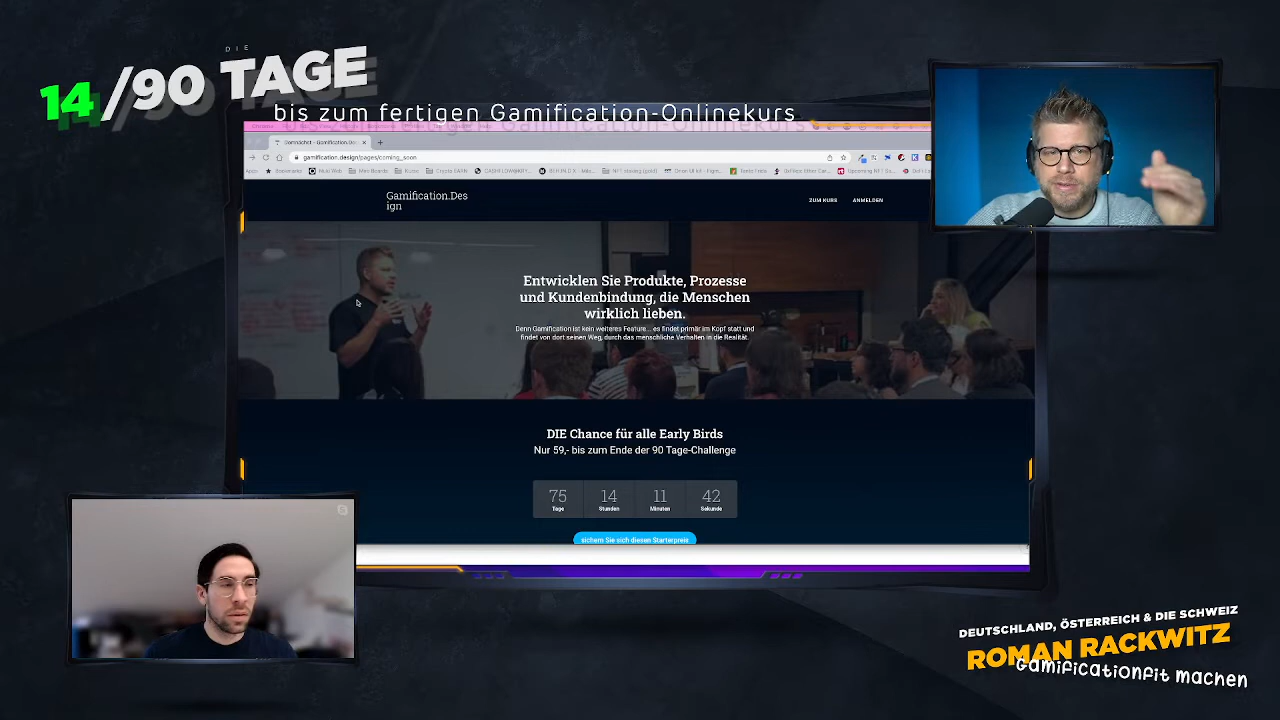 DIE
14/90 TAGE
bis zum fertigen Gamification-Onlinekurs
gamification.design/pages/coming_soon
Gamification.Des
ign
ZUM KURS
ANMELDEN
Entwicklen Sie Produkte, Prozesse
und Kundenbindung, die Menschen
wirklich lieben.
Denn Gamification ist kein weiteres Feature... es findet primär im Kopf statt und
findet von dort seinen Weg, durch das menschliche Verhalten in die Realität.
DIE Chance für alle Early Birds
Nur 59,- bis zum Ende der 90 Tage-Challenge
75 14 11 42
Tage Stunden Minuten Sekunde
sichern Sie sich diesen Starterpreis
DEUTSCHLAND, ÖSTERREICH & DIE SCHWEIZ
ROMAN RACKWITZ
Gamificationfit machen